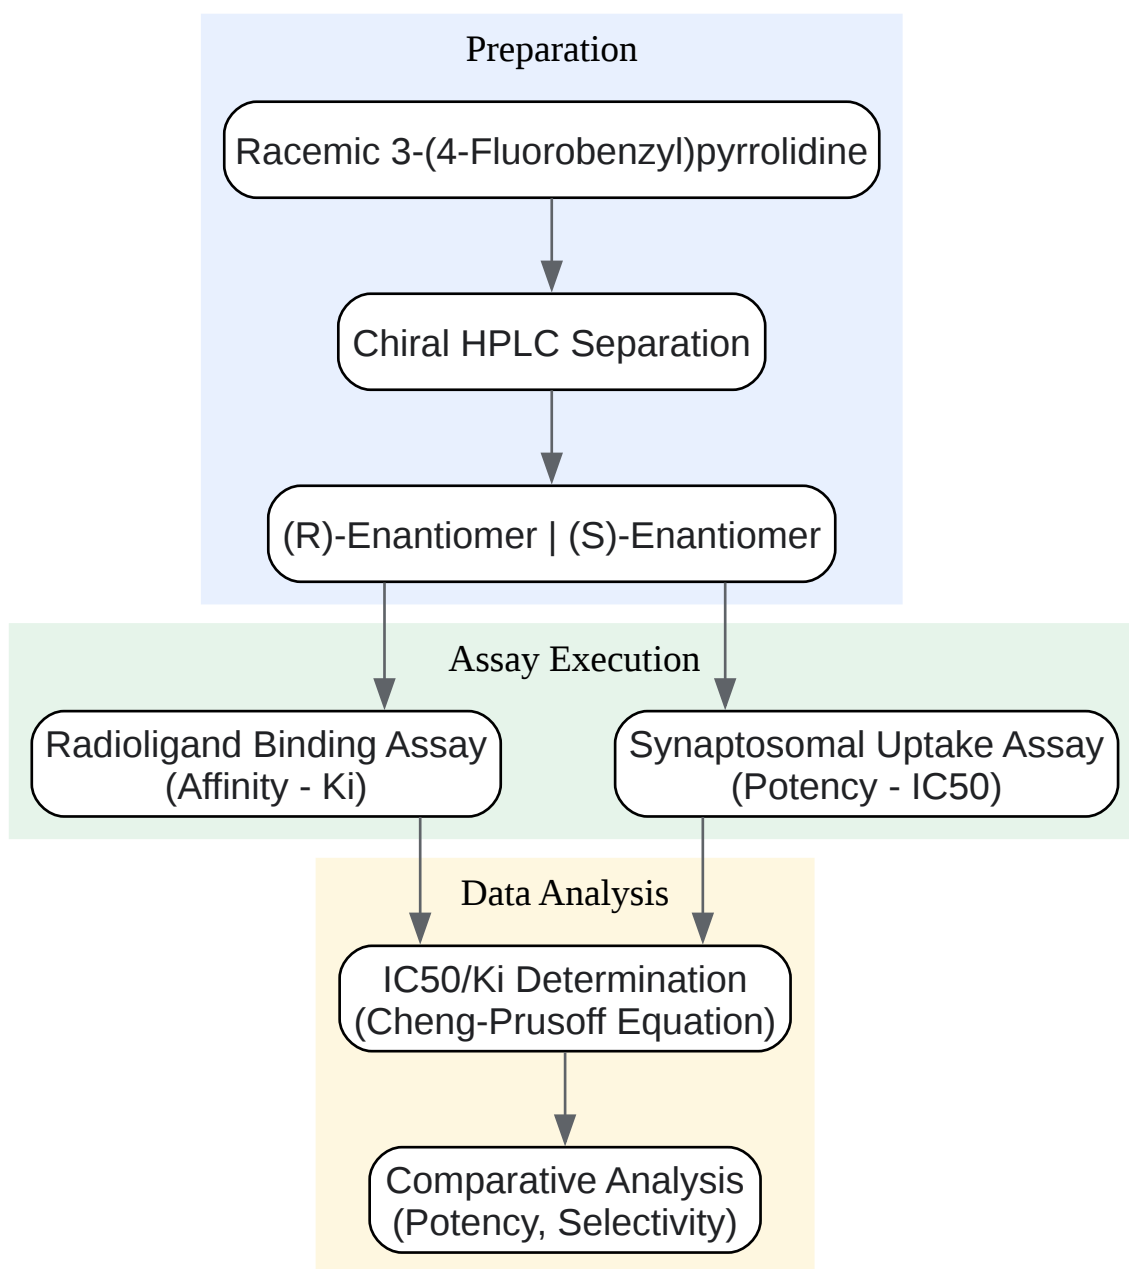 Preparation
Racemic 3-(4-Fluorobenzyl)pyrrolidine
Chiral HPLC Separation
(R)-Enantiomer | (S)-Enantiomer
Assay Execution
Radioligand Binding Assay
(Affinity - Ki)
Synaptosomal Uptake Assay
(Potency - IC50)
Data Analysis
IC50/Ki Determination
(Cheng-Prusoff Equation)
Comparative Analysis
(Potency, Selectivity)